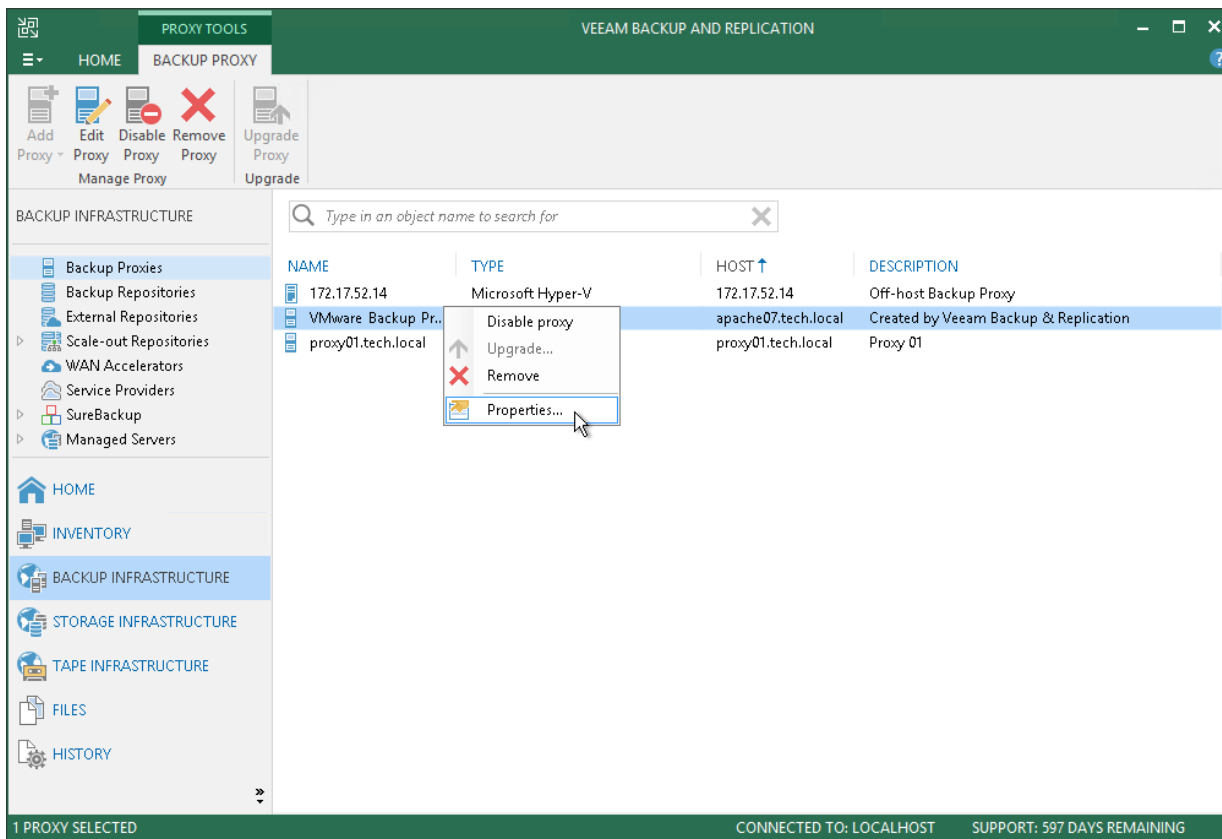 PROXY TOOLS
VEEAM BACKUP AND REPLICATION
HOME
BACKUP PROXY
?
Add Proxy
Edit Proxy
Disable Proxy
Remove Proxy
Upgrade Proxy
Manage Proxy
Upgrade
BACKUP INFRASTRUCTURE
Type in an object name to search for
Backup Proxies
Backup Repositories
External Repositories
Scale-out Repositories
WAN Accelerators
Service Providers
SureBackup
Managed Servers
NAME TYPE HOST DESCRIPTION
172.17.52.14 Microsoft Hyper-V 172.17.52.14 Off-host Backup Proxy
VMware Backup Pr... apache07.tech.local Created by Veeam Backup & Replication
proxy01.tech.local proxy01.tech.local Proxy 01
Disable proxy
Upgrade...
Remove
Properties...
HOME
INVENTORY
BACKUP INFRASTRUCTURE
STORAGE INFRASTRUCTURE
TAPE INFRASTRUCTURE
FILES
HISTORY
1 PROXY SELECTED
CONNECTED TO: LOCALHOST
SUPPORT: 597 DAYS REMAINING